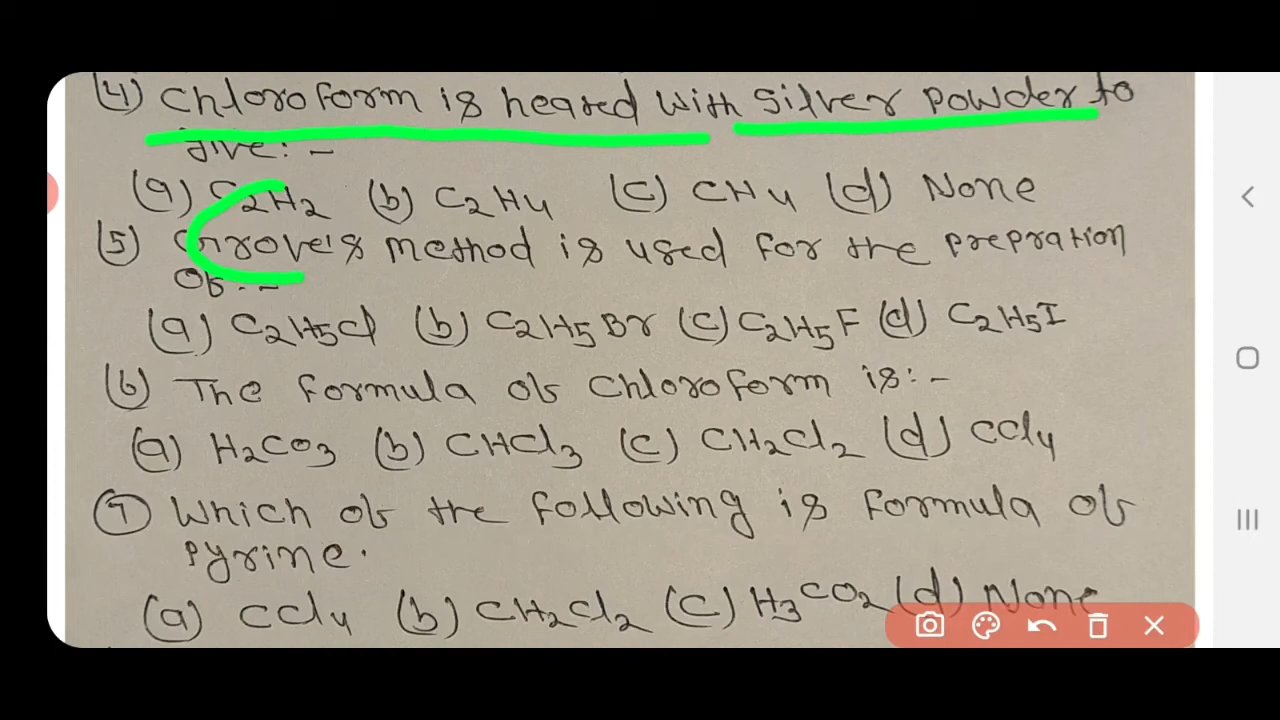 (4) Chloroform is heated with Silver powder to
give:-
(a) C2H2 (b) C2H4 (c) CH4 (d) None
(5) Grove's method is used for the prepration
of:-
(a) C2H5Cl (b) C2H5Br (c) C2H5F (d) C2H5I
(6) The formula of Chloroform is:-
(a) H2CO3 (b) CHCl3 (c) CH2Cl2 (d) CCl4
(7) Which of the following is formula of
pyrine.
(a) CCl4 (b) CH2Cl2 (c) H3CO2 (d) None